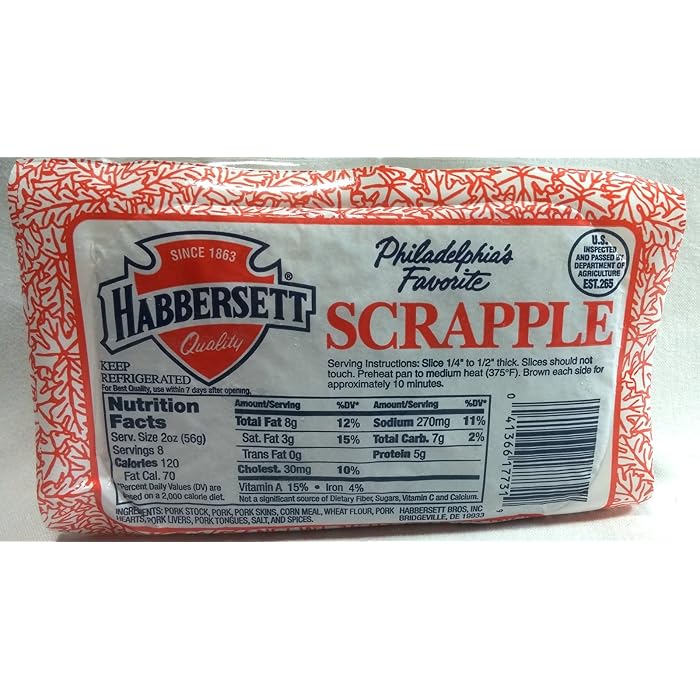 SINCE 1863
HABBERSETT®
Quality
KEEP
REFRIGERATED
For Best Quality, use within 7 days after opening.
Philadelphia's
Favorite
SCRAPPLE
U.S.
INSPECTED
AND PASSED BY
DEPARTMENT OF
AGRICULTURE
EST.265
Serving Instructions: Slice 1/4" to 1/2" thick. Slices should not
touch. Preheat pan to medium heat (375°F). Brown each side for
approximately 10 minutes.
Nutrition
Facts
Serv. Size 2oz (56g)
Servings 8
Calories 120
Fat Cal. 70
*Percent Daily Values (DV) are
based on a 2,000 calorie diet.
Amount/Serving %DV* Amount/Serving %DV*
Total Fat 8g 12% Sodium 270mg 11%
Sat. Fat 3g 15% Total Carb. 7g 2%
Trans Fat 0g Protein 5g
Cholest. 30mg 10%
Vitamin A 15% • Iron 4%
Not a significant source of Dietary Fiber, Sugars, Vitamin C and Calcium.
INGREDIENTS: PORK STOCK, PORK, PORK SKINS, CORN MEAL, WHEAT FLOUR, PORK
HEARTS, PORK LIVERS, PORK TONGUES, SALT, AND SPICES.
HABBERSETT BROS, INC
BRIDGEVILLE, DE 19933
0 41366 17731 9